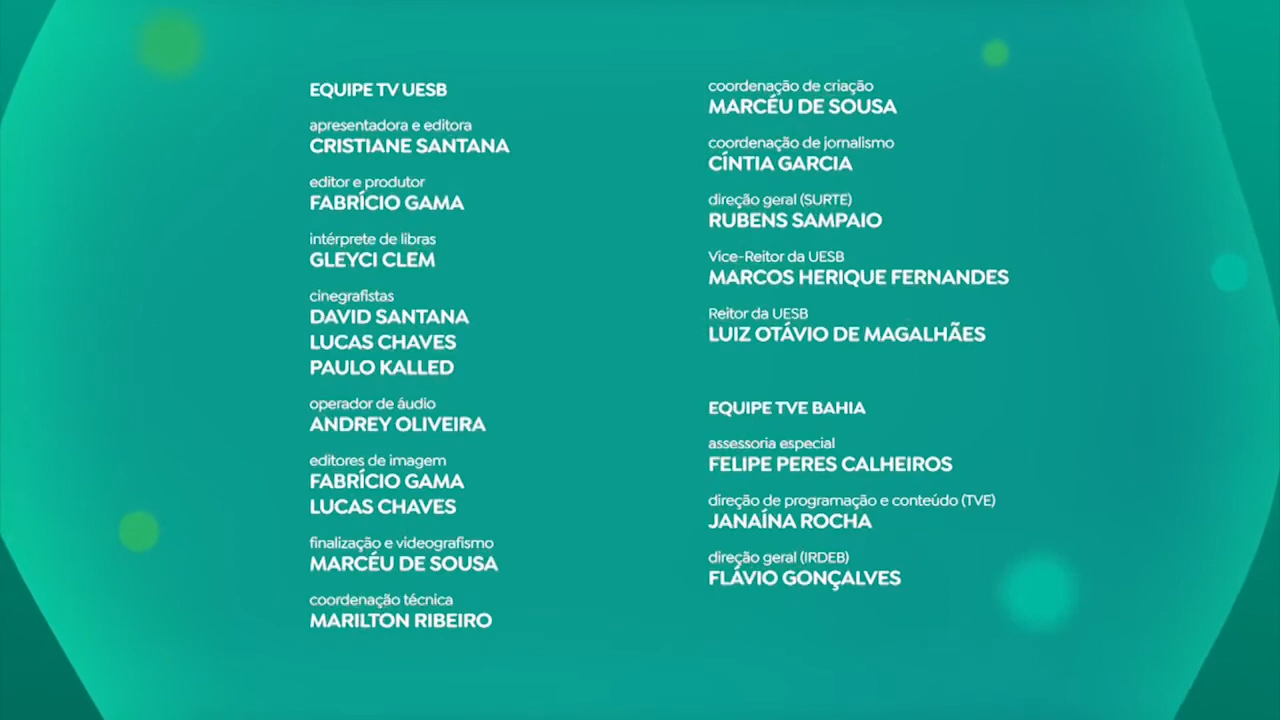 EQUIPE TV UESB
apresentadora e editora
CRISTIANE SANTANA
editor e produtor
FABRÍCIO GAMA
intérprete de libras
GLEYCI CLEM
cinegrafistas
DAVID SANTANA
LUCAS CHAVES
PAULO KALLED
operador de áudio
ANDREY OLIVEIRA
editores de imagem
FABRÍCIO GAMA
LUCAS CHAVES
finalização e videografismo
MARCÉU DE SOUSA
coordenação técnica
MARILTON RIBEIRO
coordenação de criação
MARCÉU DE SOUSA
coordenação de jornalismo
CÍNTIA GARCIA
direção geral (SURTE)
RUBENS SAMPAIO
Vice-Reitor da UESB
MARCOS HERIQUE FERNANDES
Reitor da UESB
LUIZ OTÁVIO DE MAGALHÃES
EQUIPE TVE BAHIA
assessoria especial
FELIPE PERES CALHEIROS
direção de programação e conteúdo (TVE)
JANAÍNA ROCHA
direção geral (IRDEB)
FLÁVIO GONÇALVES